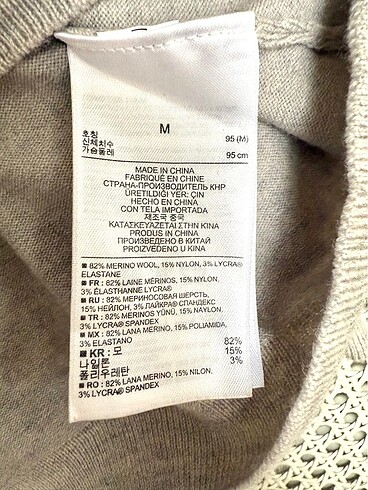 M
호칭
신체치수 95 (M)
가슴둘레 95 cm
MADE IN CHINA
FABRIQUÉ EN CHINE
СТРАНА-ПРОИЗВОДИТЕЛЬ КНР
ÜRETİLDİĞİ YER: ÇİN
HECHO EN CHINA
CON TELA IMPORTADA
제조국 중국
ΚΑΤΑΣΚΕΥΑΖΕΤΑΙ ΣΤΗΝ ΚΙΝΑ
PRODUS IN CHINA
ПРОИЗВЕДЕНО В КИТАЙ
PROIZVEDENO U KINI
■ 82% MERINO WOOL, 15% NYLON, 3% LYCRA®
ELASTANE
■ FR : 82% LAINE MÉRINOS, 15% NYLON,
3% ÉLASTHANNE LYCRA®
■ RU : 82% МЕРИНОСОВАЯ ШЕРСТЬ,
15% НЕЙЛОН, 3% ЛАЙКРА® СПАНДЕКС
■ TR : 82% MERINOS YÜNÜ, 15% NAYLON,
3% LYCRA® SPANDEX
■ MX : 82% LANA MERINO, 15% POLIAMIDA,
3% ELASTANO
■ KR : 모 82%
나일론 15%
폴리우레탄 3%
■ RO : 82% LANA MERINO, 15% NILON,
3% LYCRA® SPANDEX